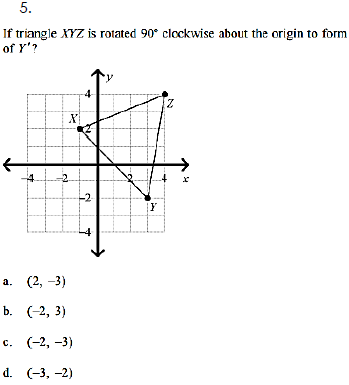 5.
If triangle XYZ is rotated 90° clockwise about the origin to form
of Y'?
y
4
Z
X
2
-4
-2
2
4
x
-2
Y
-4
a. (2, –3)
b. (–2, 3)
c. (–2, –3)
d. (–3, –2)